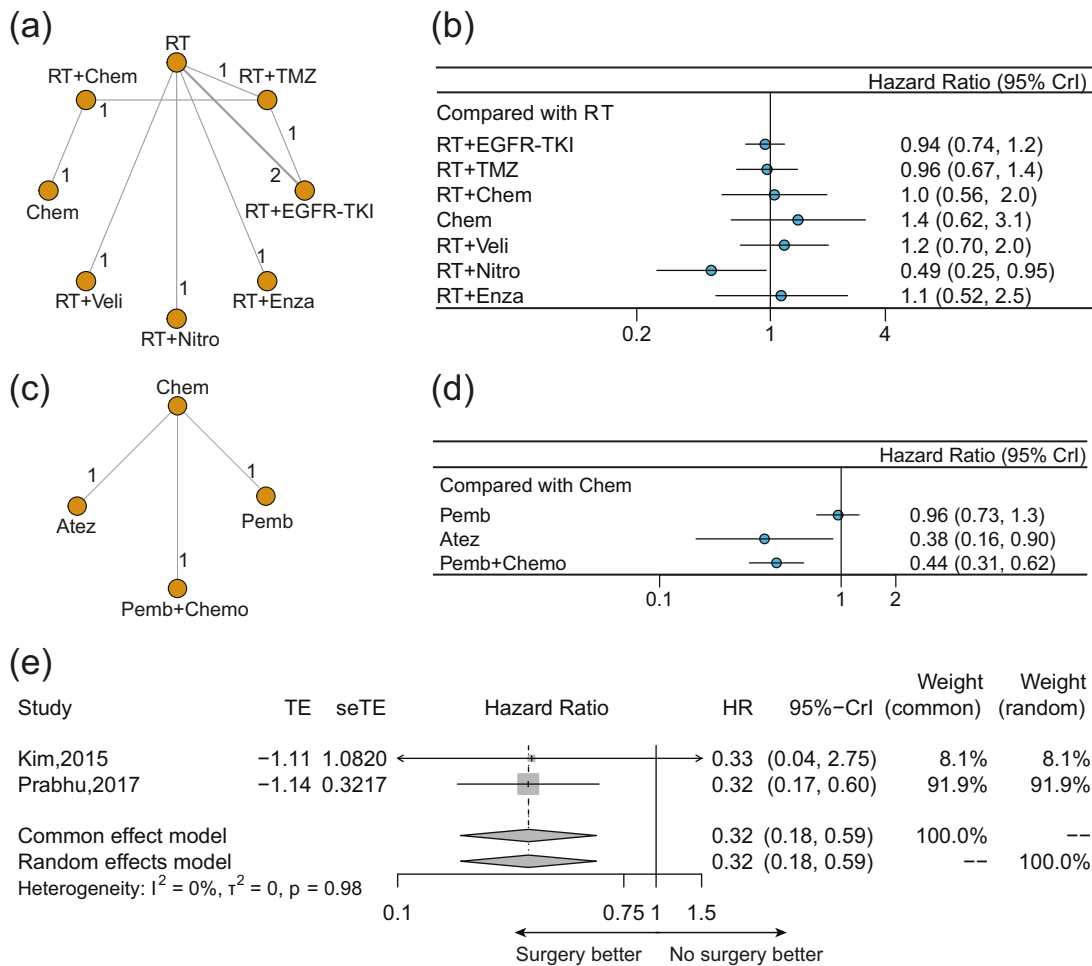 (a)
RT
RT+Chem
1
RT+TMZ
1
1
1
2
Chem
RT+EGFR-TKI
1
1
1
RT+Veli
RT+Enza
RT+Nitro
(b)
Hazard Ratio (95% CrI)
Compared with RT
RT+EGFR-TKI 0.94 (0.74, 1.2)
RT+TMZ 0.96 (0.67, 1.4)
RT+Chem 1.0 (0.56, 2.0)
Chem 1.4 (0.62, 3.1)
RT+Veli 1.2 (0.70, 2.0)
RT+Nitro 0.49 (0.25, 0.95)
RT+Enza 1.1 (0.52, 2.5)
0.2 1 4
(c)
Chem
1
1
Atez
Pemb
1
Pemb+Chemo
(d)
Hazard Ratio (95% CrI)
Compared with Chem
Pemb 0.96 (0.73, 1.3)
Atez 0.38 (0.16, 0.90)
Pemb+Chemo 0.44 (0.31, 0.62)
0.1 1 2
(e)
Weight Weight
Study TE seTE Hazard Ratio HR 95%−CrI (common) (random)
Kim,2015 −1.11 1.0820 0.33 (0.04, 2.75) 8.1% 8.1%
Prabhu,2017 −1.14 0.3217 0.32 (0.17, 0.60) 91.9% 91.9%
Common effect model 0.32 (0.18, 0.59) 100.0% −−
Random effects model 0.32 (0.18, 0.59) −− 100.0%
Heterogeneity: I² = 0%, τ² = 0, p = 0.98
0.1 0.75 1 1.5
Surgery better No surgery better